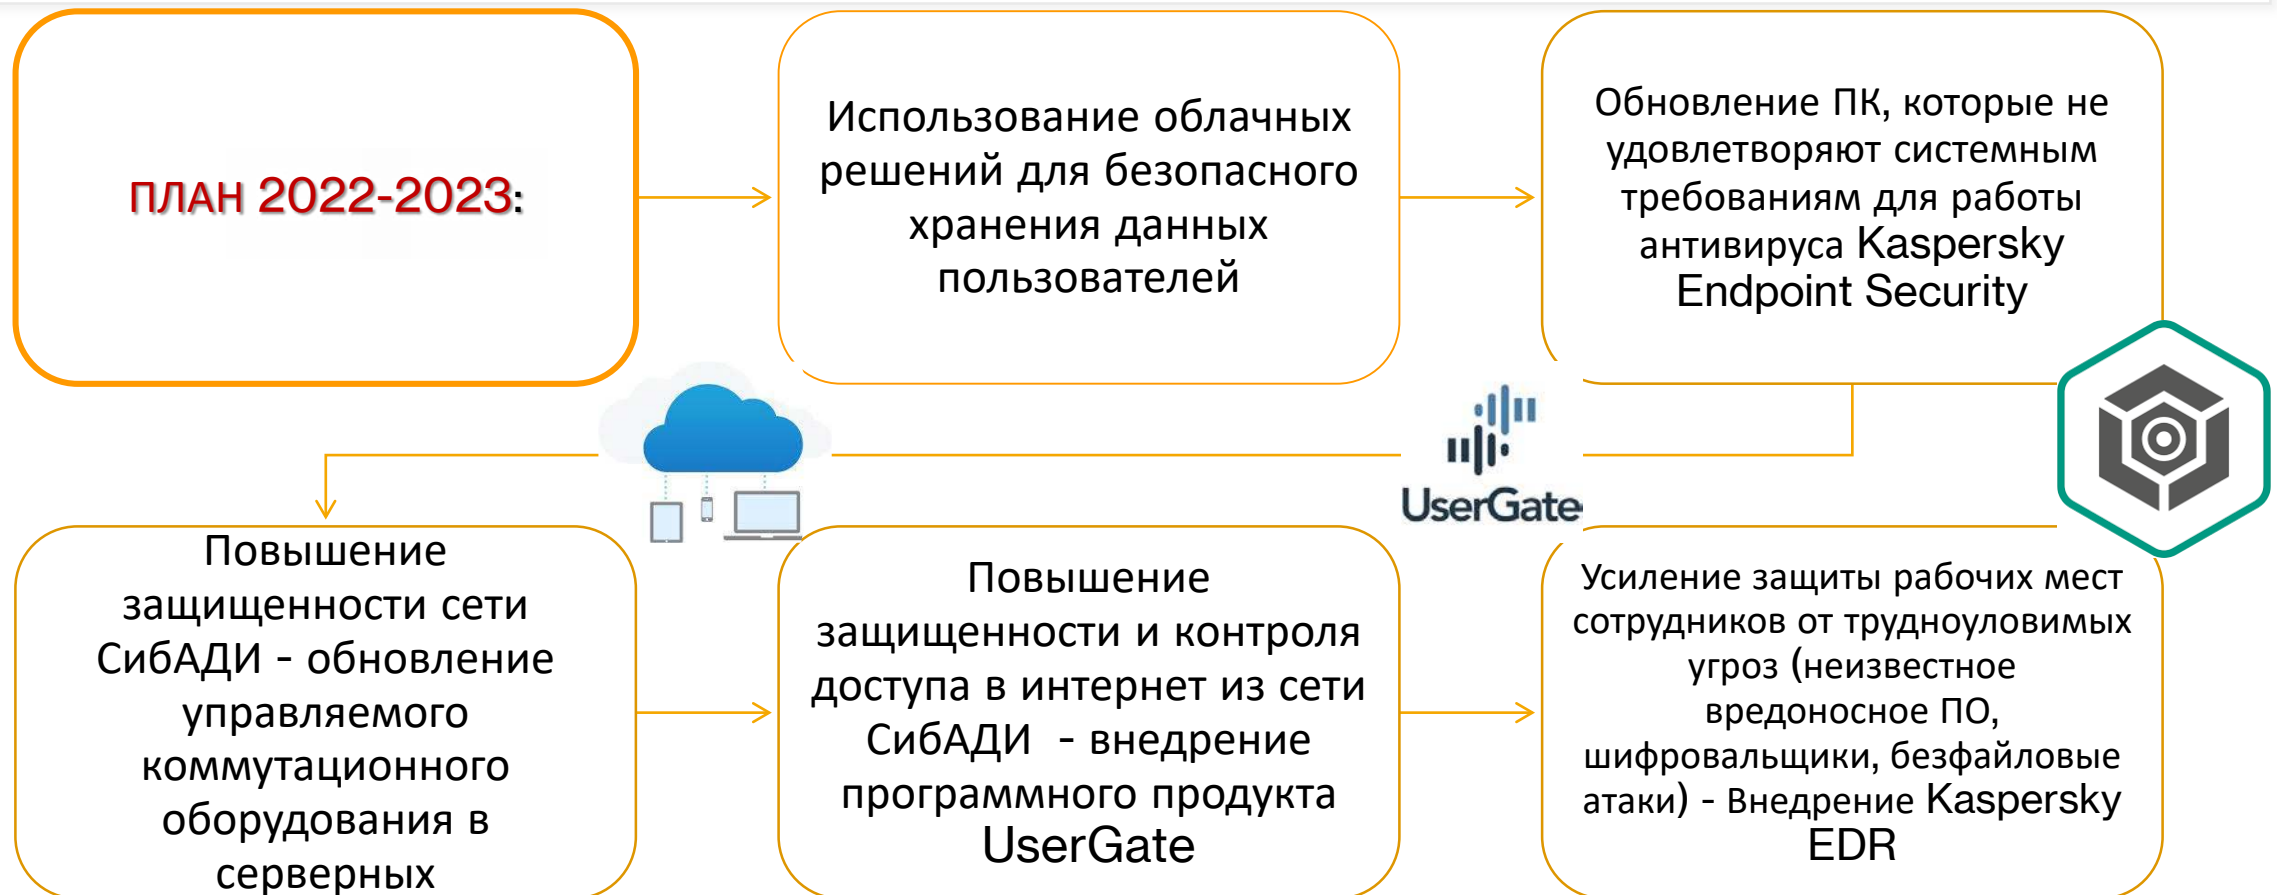 ПЛАН 2022-2023:
Использование облачных
решений для безопасного
хранения данных
пользователей
Обновление ПК, которые не
удовлетворяют системным
требованиям для работы
антивируса Kaspersky
Endpoint Security
UserGate
Повышение
защищенности сети
СибАДИ - обновление
управляемого
коммутационного
оборудования в
серверных
Повышение
защищенности и контроля
доступа в интернет из сети
СибАДИ - внедрение
программного продукта
UserGate
Усиление защиты рабочих мест
сотрудников от трудноуловимых
угроз (неизвестное
вредоносное ПО,
шифровальщики, безфайловые
атаки) - Внедрение Kaspersky
EDR